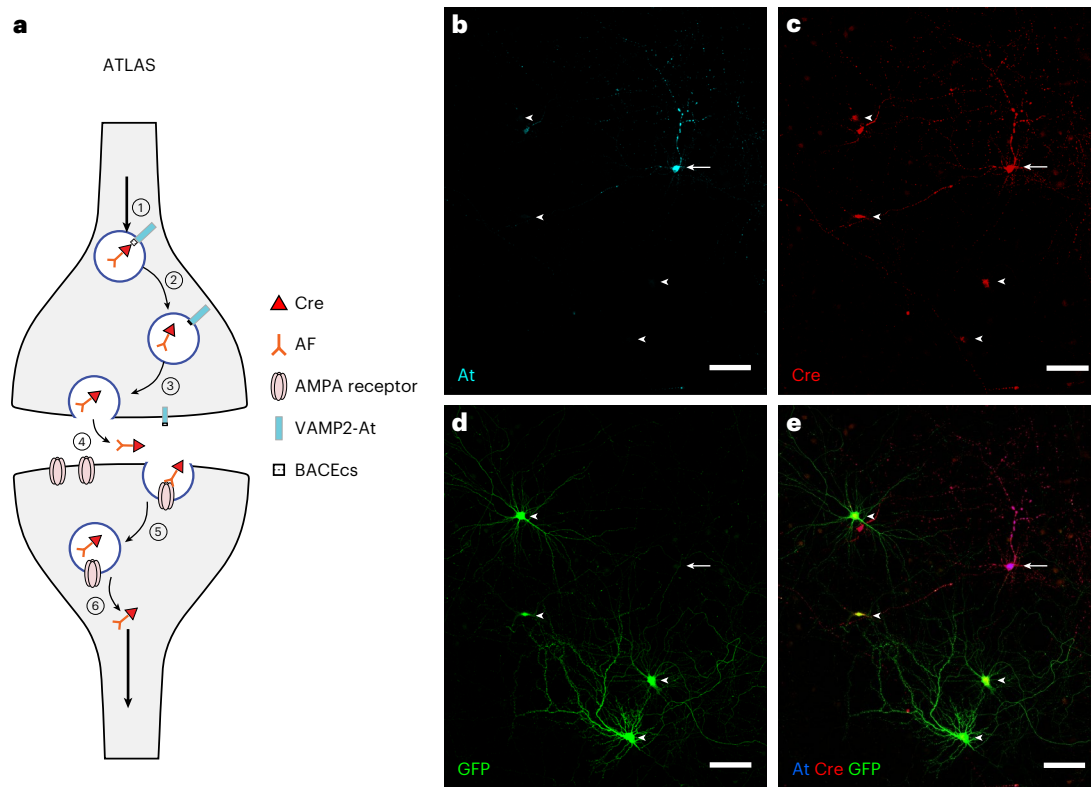 a
ATLAS
1
2
3
4
5
6
Cre
AF
AMPA receptor
VAMP2-At
BACEcs
b
At
c
Cre
d
GFP
e
At Cre GFP